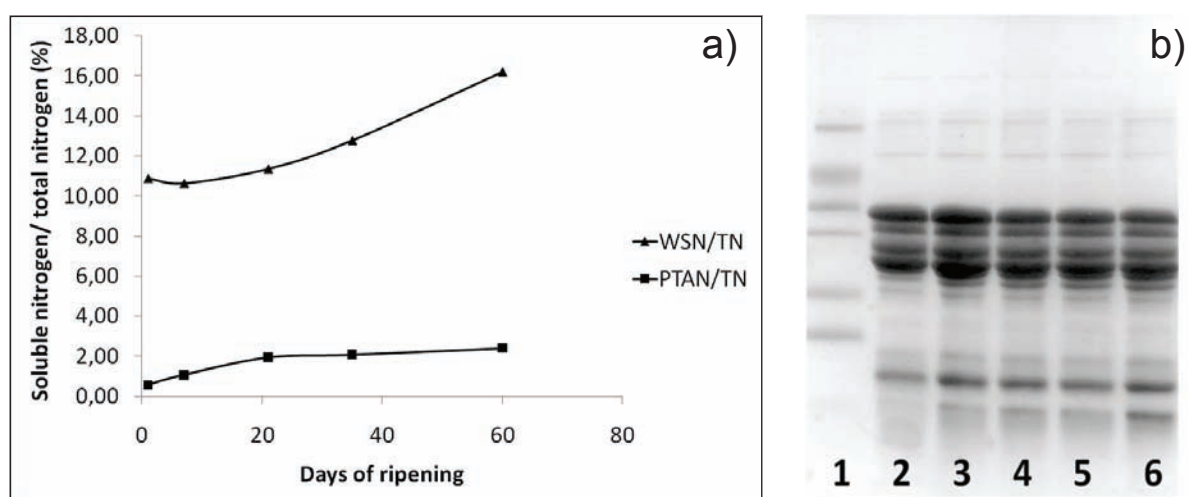 a)
Soluble nitrogen/ total nitrogen (%)
18,00
16,00
14,00
12,00
10,00
8,00
6,00
4,00
2,00
0,00
0 20 40 60 80
Days of ripening
WSN/TN
PTAN/TN
b)
1 2 3 4 5 6